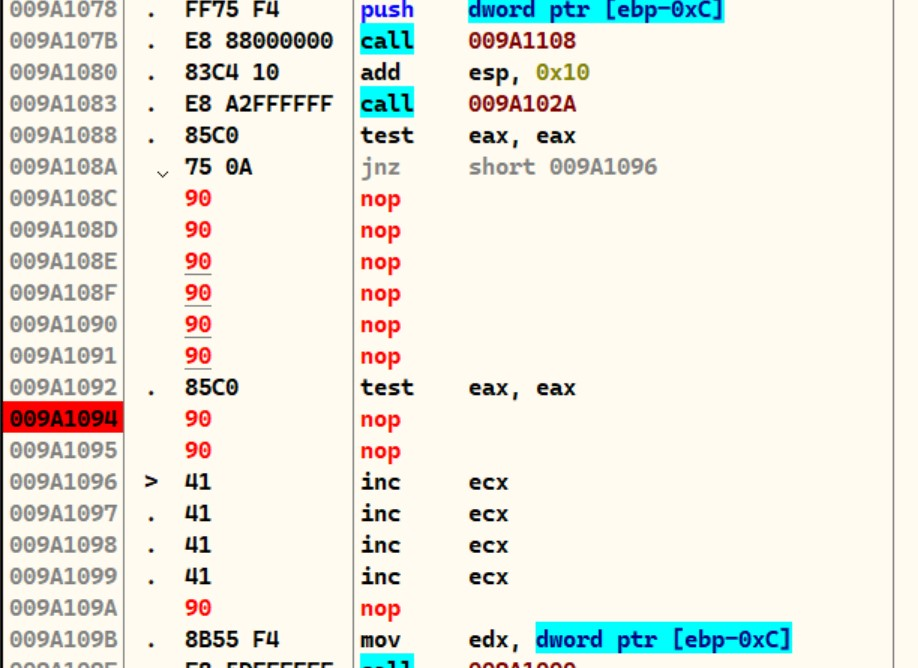 009A1078 . FF75 F4 push dword ptr [ebp-0xC]
009A107B . E8 88000000 call 009A1108
009A1080 . 83C4 10 add esp, 0x10
009A1083 . E8 A2FFFFFF call 009A102A
009A1088 . 85C0 test eax, eax
009A108A 75 0A jnz short 009A1096
009A108C 90 nop
009A108D 90 nop
009A108E 90 nop
009A108F 90 nop
009A1090 90 nop
009A1091 90 nop
009A1092 . 85C0 test eax, eax
009A1094 90 nop
009A1095 90 nop
009A1096 > 41 inc ecx
009A1097 . 41 inc ecx
009A1098 . 41 inc ecx
009A1099 . 41 inc ecx
009A109A 90 nop
009A109B . 8B55 F4 mov edx, dword ptr [ebp-0xC]